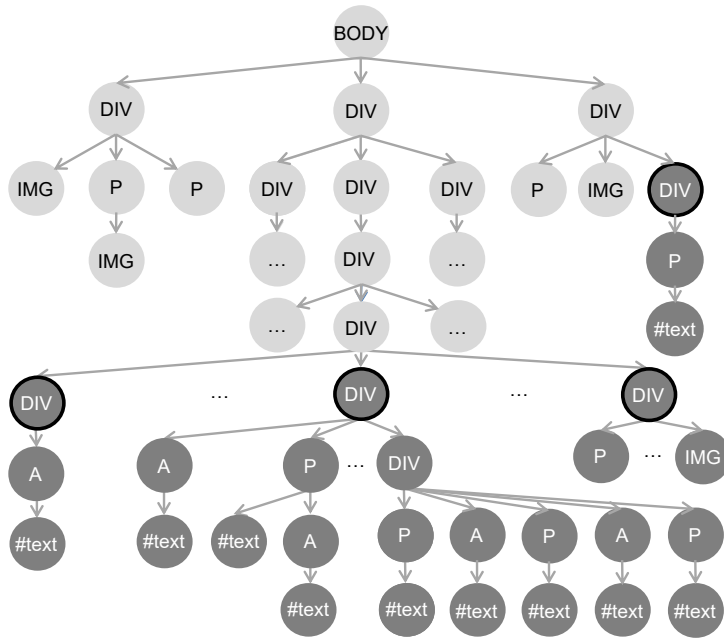 BODY
DIV DIV DIV
IMG P P DIV DIV DIV P IMG DIV
IMG ... DIV ... P
... DIV ... #text
DIV ... DIV ... DIV
A A P ... DIV P ... IMG
#text #text #text A P A P A P
#text #text #text #text #text #text